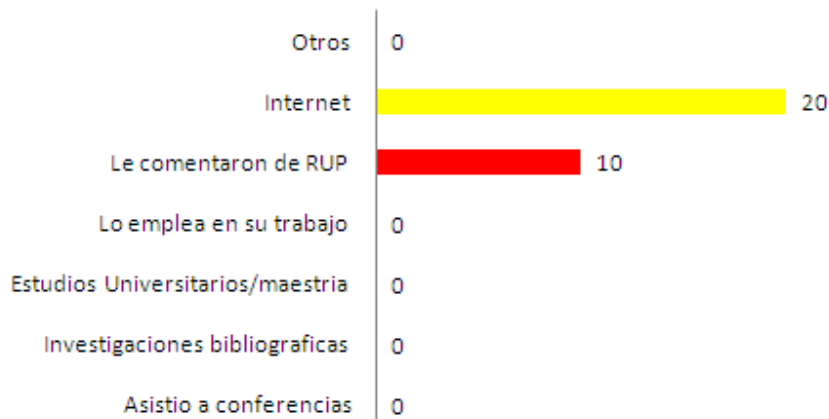 Otros 0
Internet 20
Le comentaron de RUP 10
Lo emplea en su trabajo 0
Estudios Universitarios/maestria 0
Investigaciones bibliograficas 0
Asistio a conferencias 0